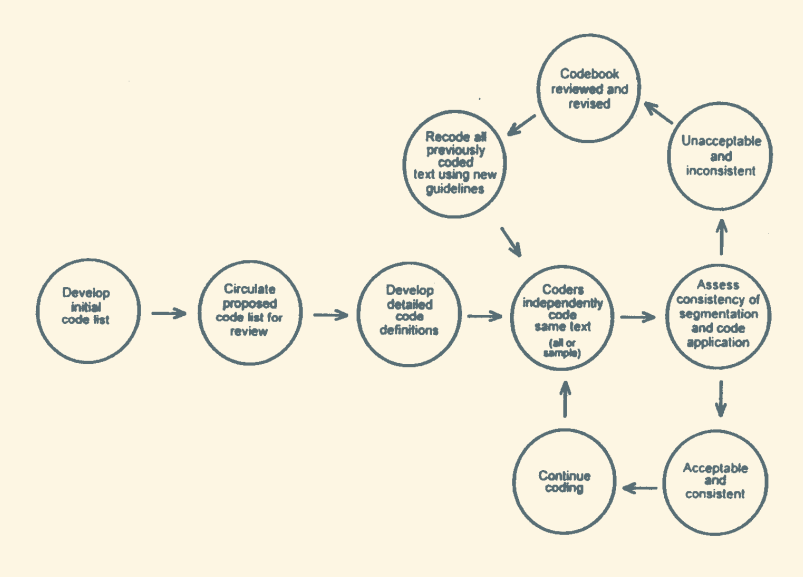 Develop
initial
code list
Circulate
proposed
code list for
review
Develop
detailed
code
definitions
Coders
independently
code
same text
(all or
sample)
Assess
consistency of
segmentation
and code
application
Unacceptable
and
inconsistent
Codebook
reviewed and
revised
Recode all
previously
coded
text using new
guidelines
Acceptable
and
consistent
Continue
coding